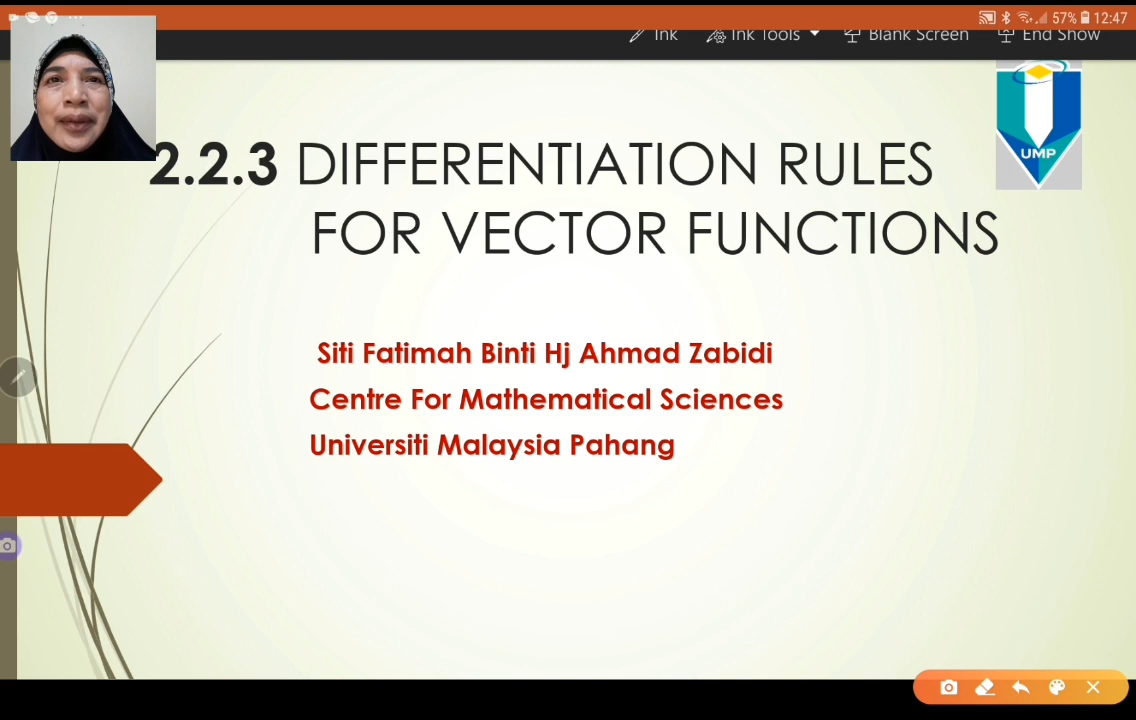 57% 12:47
Ink Ink Tools Blank Screen End Show
UMP
2.2.3 DIFFERENTIATION RULES
FOR VECTOR FUNCTIONS
Siti Fatimah Binti Hj Ahmad Zabidi
Centre For Mathematical Sciences
Universiti Malaysia Pahang